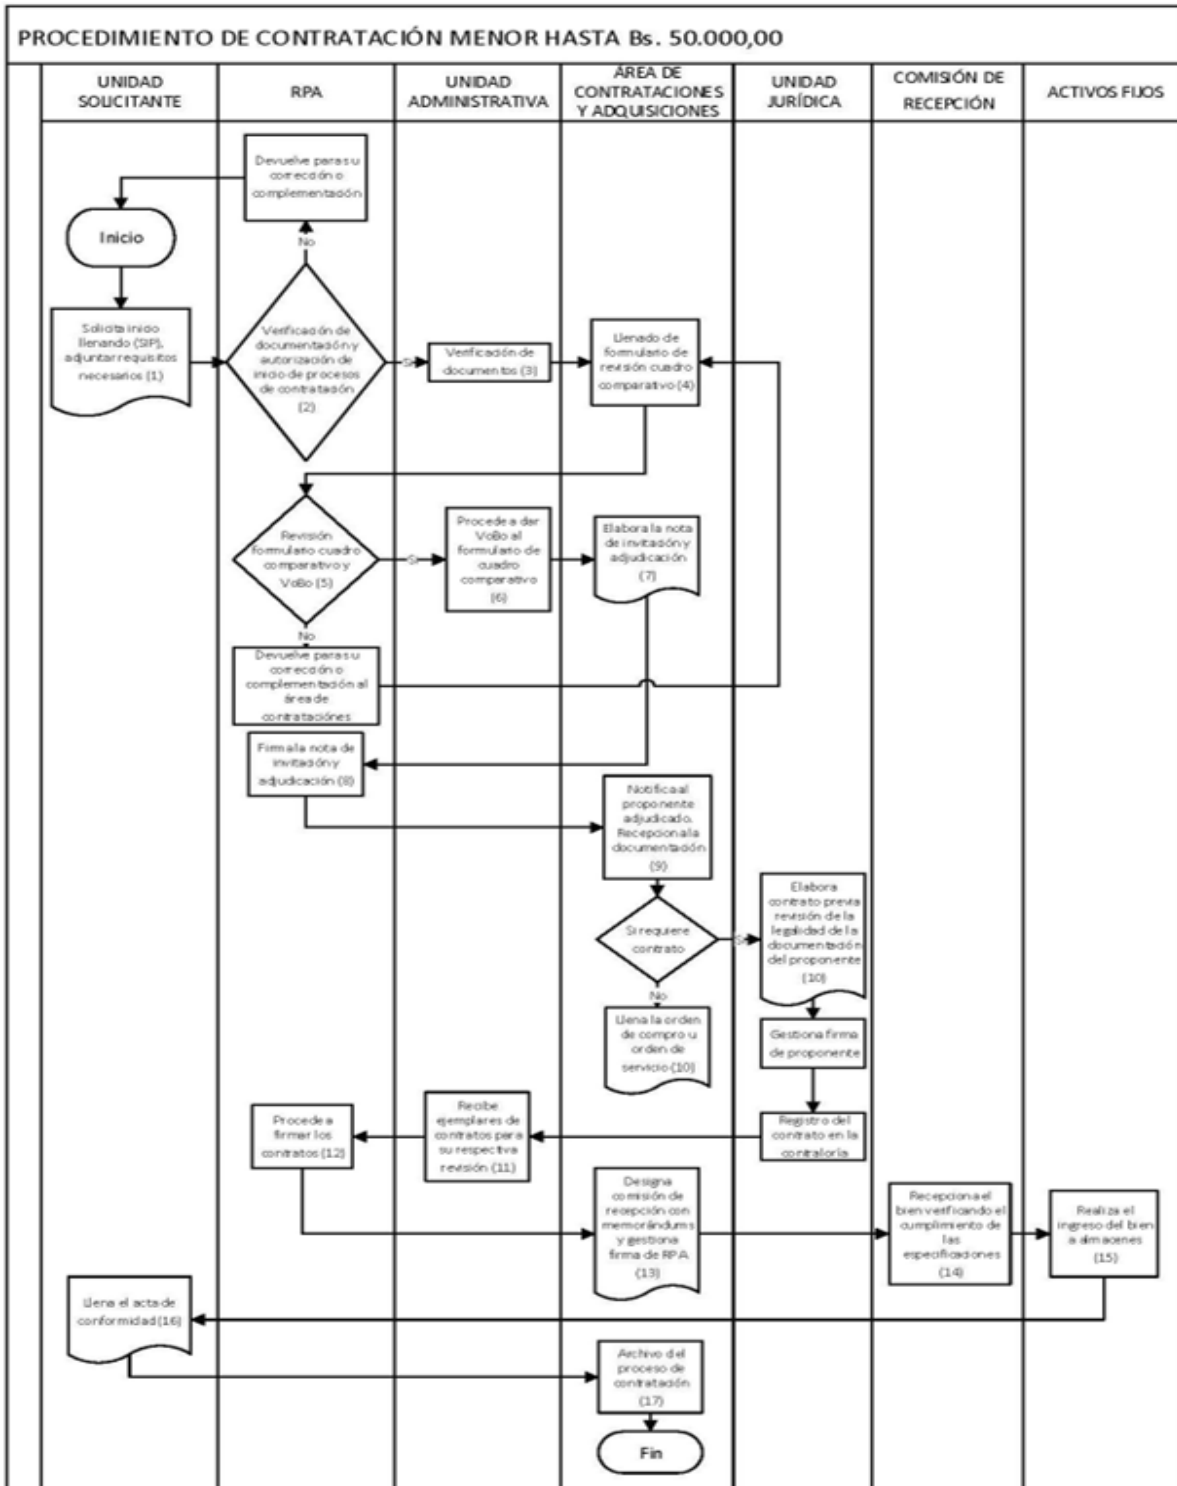 PROCEDIMIENTO DE CONTRATACIÓN MENOR HASTA Bs. 50.000,00
UNIDAD
SOLICITANTE
RPA
UNIDAD
ADMINISTRATIVA
ÁREA DE
CONTRATACIONES
Y ADQUISICIONES
UNIDAD
JURÍDICA
COMISIÓN DE
RECEPCIÓN
ACTIVOS FIJOS
Devuelve para su
corrección o
complementación
Inicio
No
Solicita inicio
llenando (SIP),
adjuntar requisitos
necesarios (1)
Verificación de
documentación y
autorización de
inicio de procesos
de contratación
(2)
Si
Verificación de
documentos (3)
Llenado de
formulario de
revisión cuadro
comparativo (4)
Revisión
formulario cuadro
comparativo y
VoBo (5)
Si
Procede a dar
VoBo al
formulario de
cuadro
comparativo
(6)
Elabora la nota
de invitación y
adjudicación
(7)
No
Devuelve para su
corrección o
complementación al
área de
contrataciónes
Firma la nota de
invitación y
adjudicación (8)
Notifica al
proponente
adjudicado.
Recepciona la
documentación
(9)
Si requiere
contrato
Si
Elabora
contrato previa
revisión de la
legalidad de la
documentación
del proponente
(10)
No
Llena la orden
de compro u
orden de
servicio (10)
Gestiona firma
de proponente
Registro del
contrato en la
contraloría
Recibe
ejemplares de
contratos para
su respectiva
revisión (11)
Procede a
firmar los
contratos (12)
Designa
comisión de
recepción con
memorándums
y gestiona
firma de RPA
(13)
Recepciona el
bien verificando el
cumplimiento de
las
especificaciones
(14)
Realiza el
ingreso del bien
a almacenes
(15)
Llena el acta de
conformidad (16)
Archivo del
proceso de
contratación
(17)
Fin